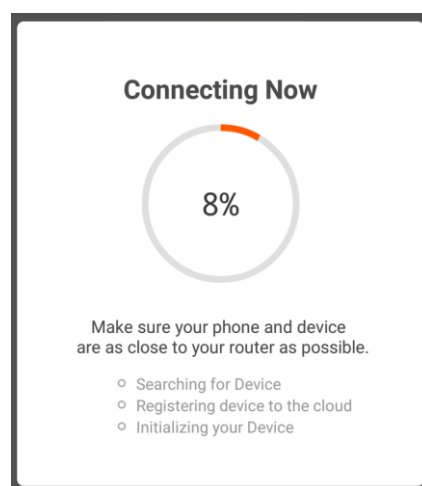 Connecting Now
8%
Make sure your phone and device
are as close to your router as possible.
Searching for Device
Registering device to the cloud
Initializing your Device